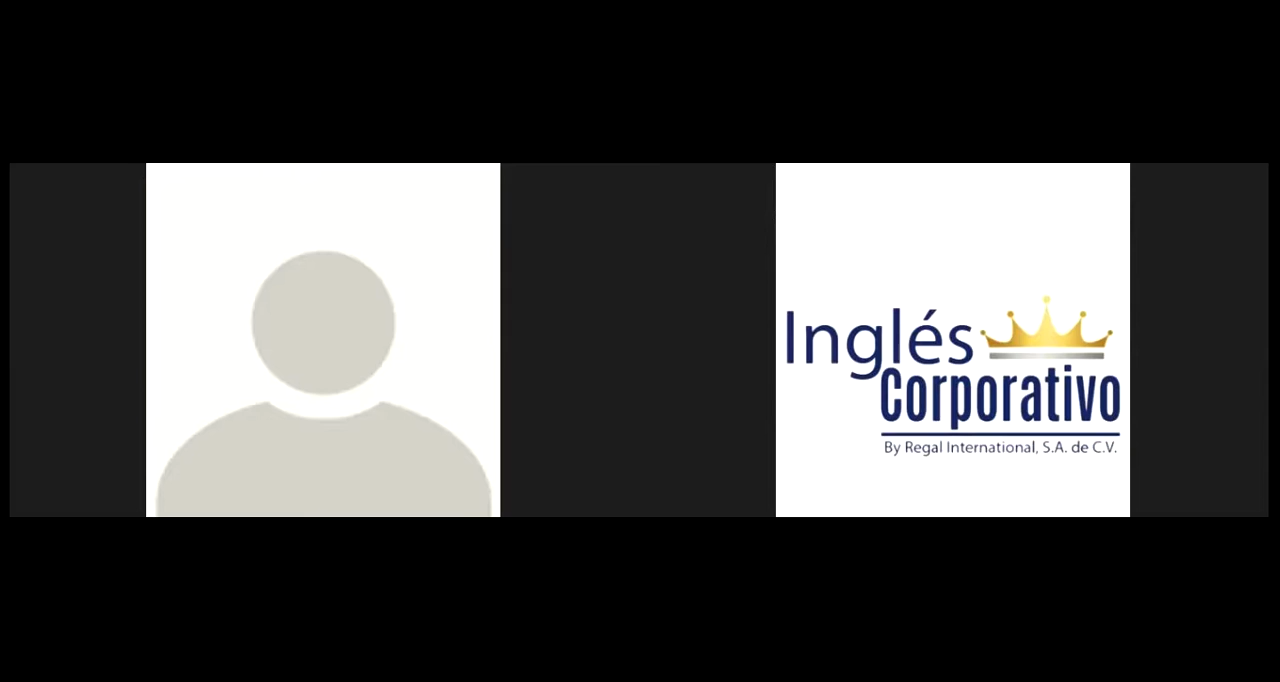 Inglés
Corporativo
By Regal International, S.A. de C.V.